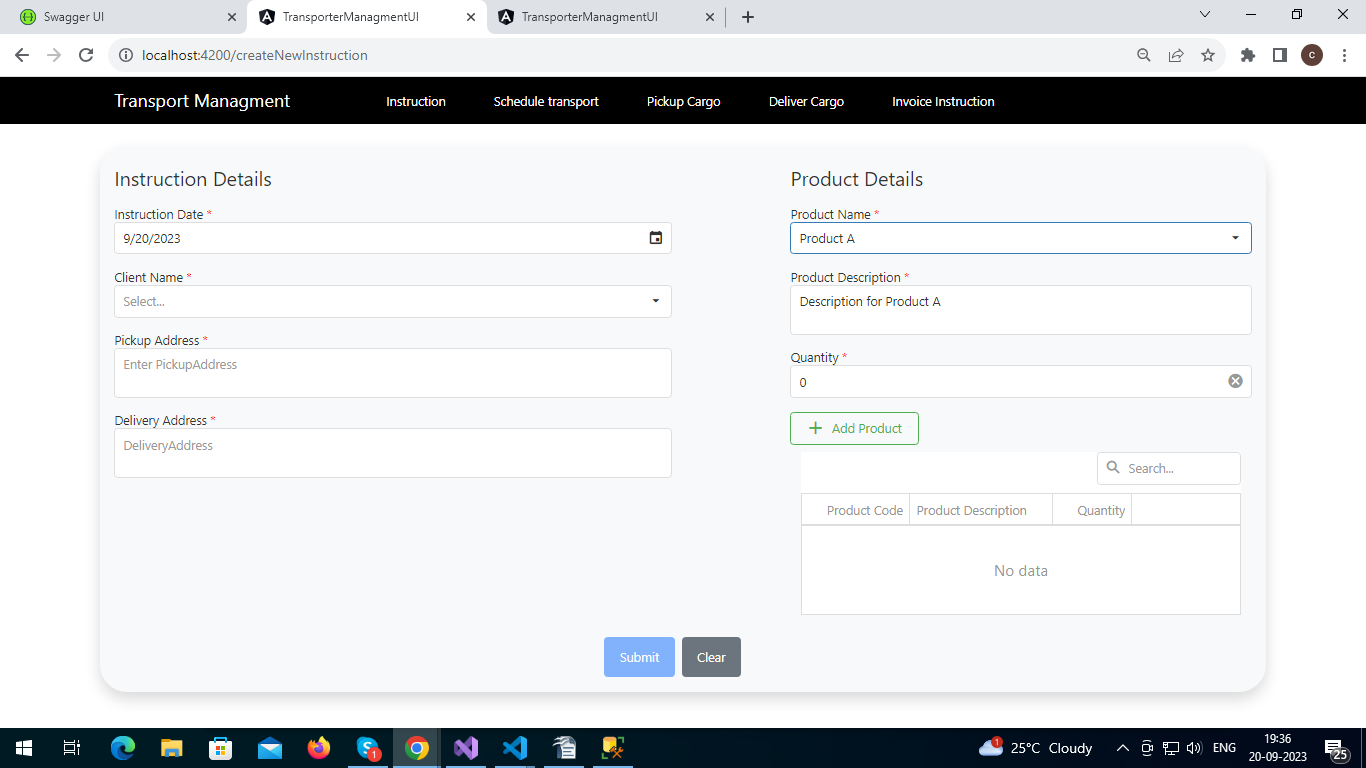 Swagger UI
TransporterManagmentUI
TransporterManagmentUI
localhost:4200/createNewInstruction
C
Transport Managment
Instruction
Schedule transport
Pickup Cargo
Deliver Cargo
Invoice Instruction
Instruction Details
Instruction Date *
9/20/2023
Client Name *
Select...
Pickup Address *
Enter PickupAddress
Delivery Address *
DeliveryAddress
Product Details
Product Name *
Product A
Product Description *
Description for Product A
Quantity *
0
Add Product
Search...
Product Code
Product Description
Quantity
No data
Submit
Clear
1
1
25°C Cloudy
ENG
19:36
20-09-2023
25